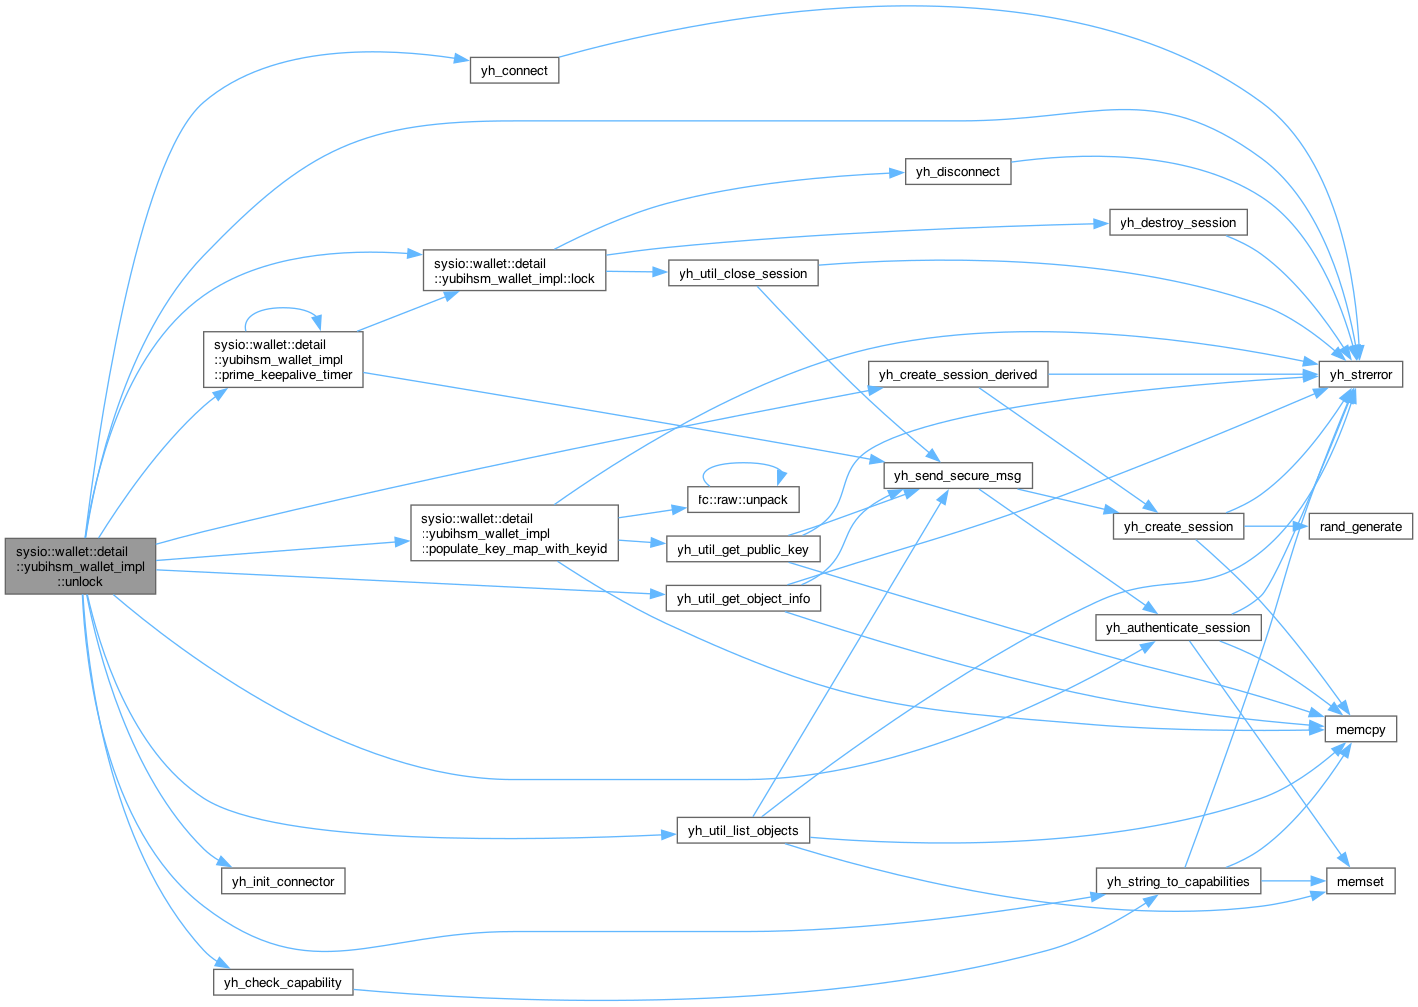 yh_connect
yh_disconnect
yh_destroy_session
sysio::wallet::detail
::yubihsm_wallet_impl::lock
yh_util_close_session
sysio::wallet::detail
::yubihsm_wallet_impl
::prime_keepalive_timer
yh_create_session_derived
yh_strerror
yh_send_secure_msg
fc::raw::unpack
sysio::wallet::detail
::yubihsm_wallet_impl
::populate_key_map_with_keyid
yh_create_session
rand_generate
yh_util_get_public_key
sysio::wallet::detail
::yubihsm_wallet_impl
::unlock
yh_util_get_object_info
yh_authenticate_session
memcpy
yh_util_list_objects
yh_init_connector
yh_string_to_capabilities
memset
yh_check_capability